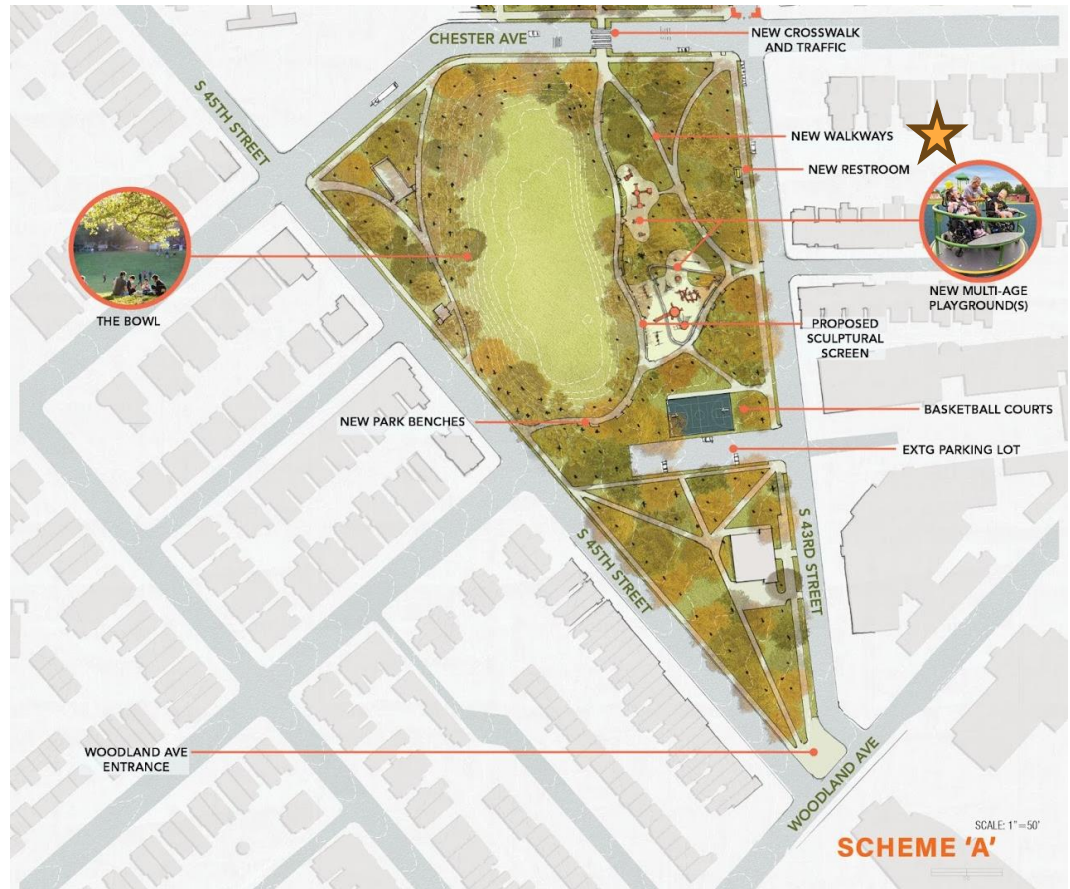 CHESTER AVE
NEW CROSSWALK
AND TRAFFIC
S 45TH STREET
NEW WALKWAYS
NEW RESTROOM
NEW MULTI-AGE
PLAYGROUND(S)
THE BOWL
PROPOSED
SCULPTURAL
SCREEN
NEW PARK BENCHES
BASKETBALL COURTS
EXTG PARKING LOT
S 43RD STREET
S 45TH STREET
WOODLAND AVE
ENTRANCE
WOODLAND AVE
SCALE: 1"=50'
SCHEME 'A'